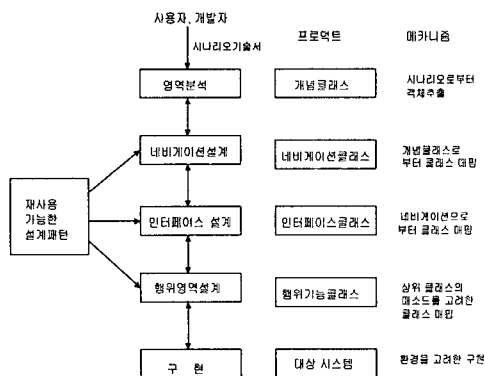 사용자, 개발자
시나리오기술서
프로덕트
메카니즘
영역분석
개념클래스
시나리오로부터
객체추출
네비게이션설계
네비게이션클래스
개념클래스로
부터 클래스 매핑
재사용
가능한
설계패턴
인터페이스 설계
인터페이스클래스
네비게이션으로
부터 클래스 매핑
행위영역설계
행위기능클래스
상위 클래스의
매소드를 고려한
클래스 매핑
구 현
대상 시스템
환경을 고려한 구현